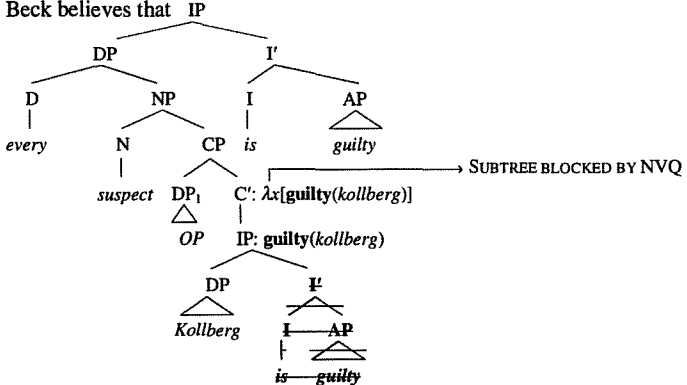 Beck believes that IP
DP I′
D NP I AP
every N CP is guilty
suspect DP₁ C′: λx[guilty(kollberg)] SUBTREE BLOCKED BY NVQ
OP IP: guilty(kollberg)
DP I′
Kollberg I AP
is guilty